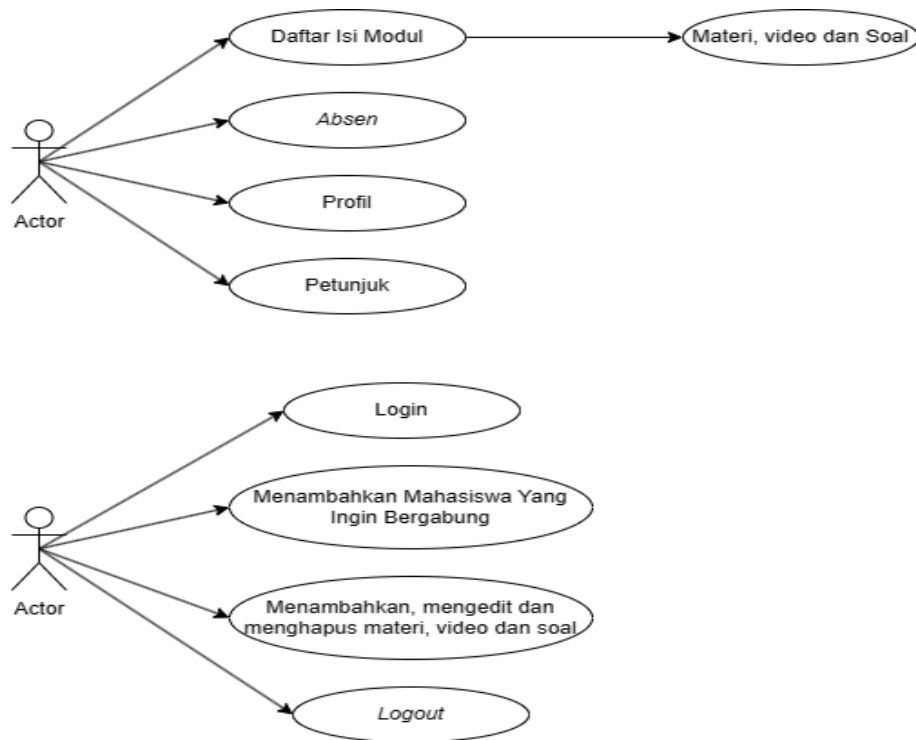 Daftar Isi Modul
Materi, video dan Soal
Absen
Profil
Actor
Petunjuk
Login
Menambahkan Mahasiswa Yang
Ingin Bergabung
Actor
Menambahkan, mengedit dan
menghapus materi, video dan soal
Logout